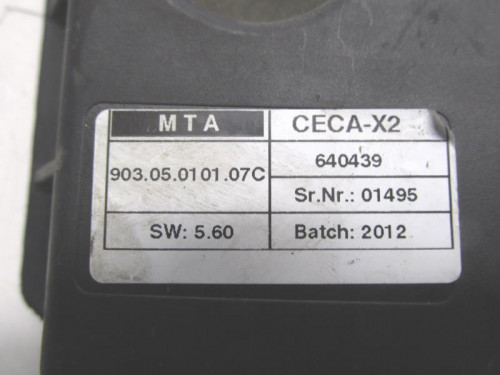 MTA CECA-X2
903.05.0101.07C 640439
Sr.Nr.: 01495
SW: 5.60 Batch: 2012